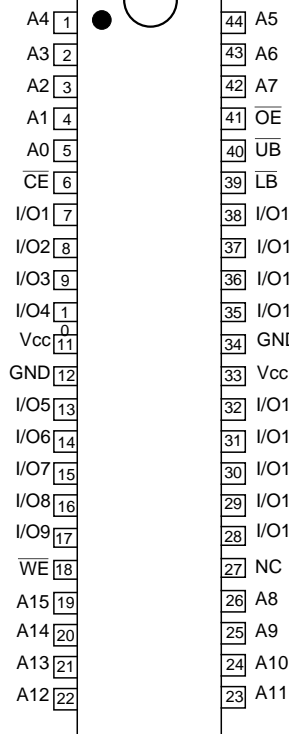 A4 1 44 A5
A3 2 43 A6
A2 3 42 A7
A1 4 41 OE
A0 5 40 UB
CE 6 39 LB
I/O1 7 38 I/O1
I/O2 8 37 I/O1
I/O3 9 36 I/O1
I/O4 10 35 I/O1
Vcc 11 34 GND
GND 12 33 Vcc
I/O5 13 32 I/O1
I/O6 14 31 I/O1
I/O7 15 30 I/O1
I/O8 16 29 I/O1
I/O9 17 28 I/O1
WE 18 27 NC
A15 19 26 A8
A14 20 25 A9
A13 21 24 A10
A12 22 23 A11